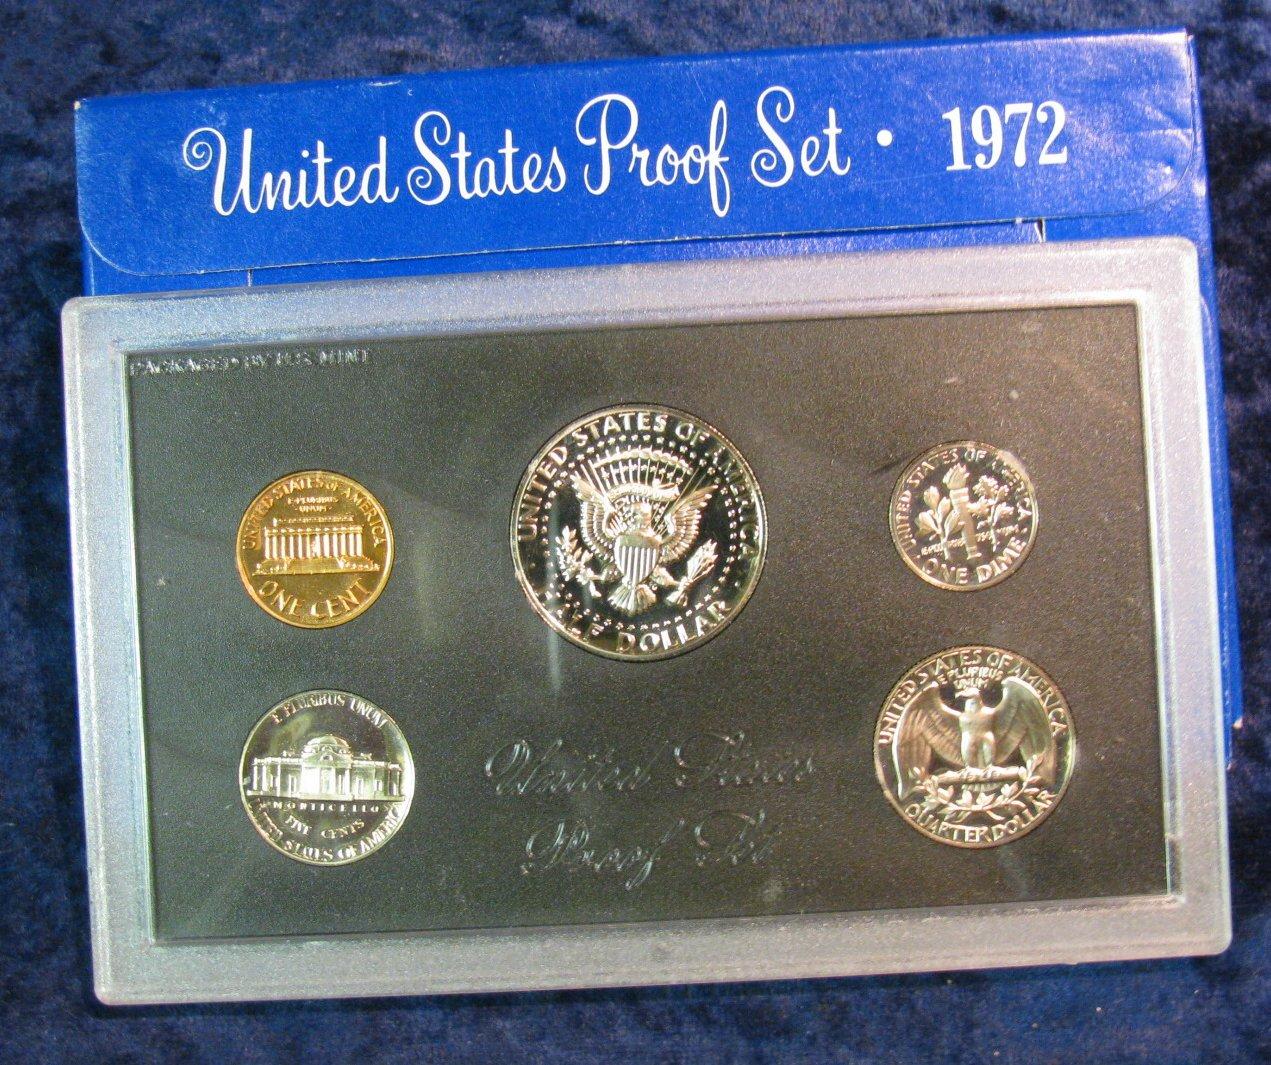 United States Proof Set · 1972
PACKAGED BY U.S. MINT
UNITED STATES OF AMERICA
E·PLURIBUS
·UNUM·
ONE CENT
UNITED STATES OF AMERICA
HALF DOLLAR
UNITED STATES OF AMERICA
ONE DIME
E PLURIBUS UNUM
MONTICELLO
FIVE CENTS
UNITED STATES OF AMERICA
UNITED STATES OF AMERICA
E PLURIBUS
UNUM
QUARTER DOLLAR
United States
Proof Set